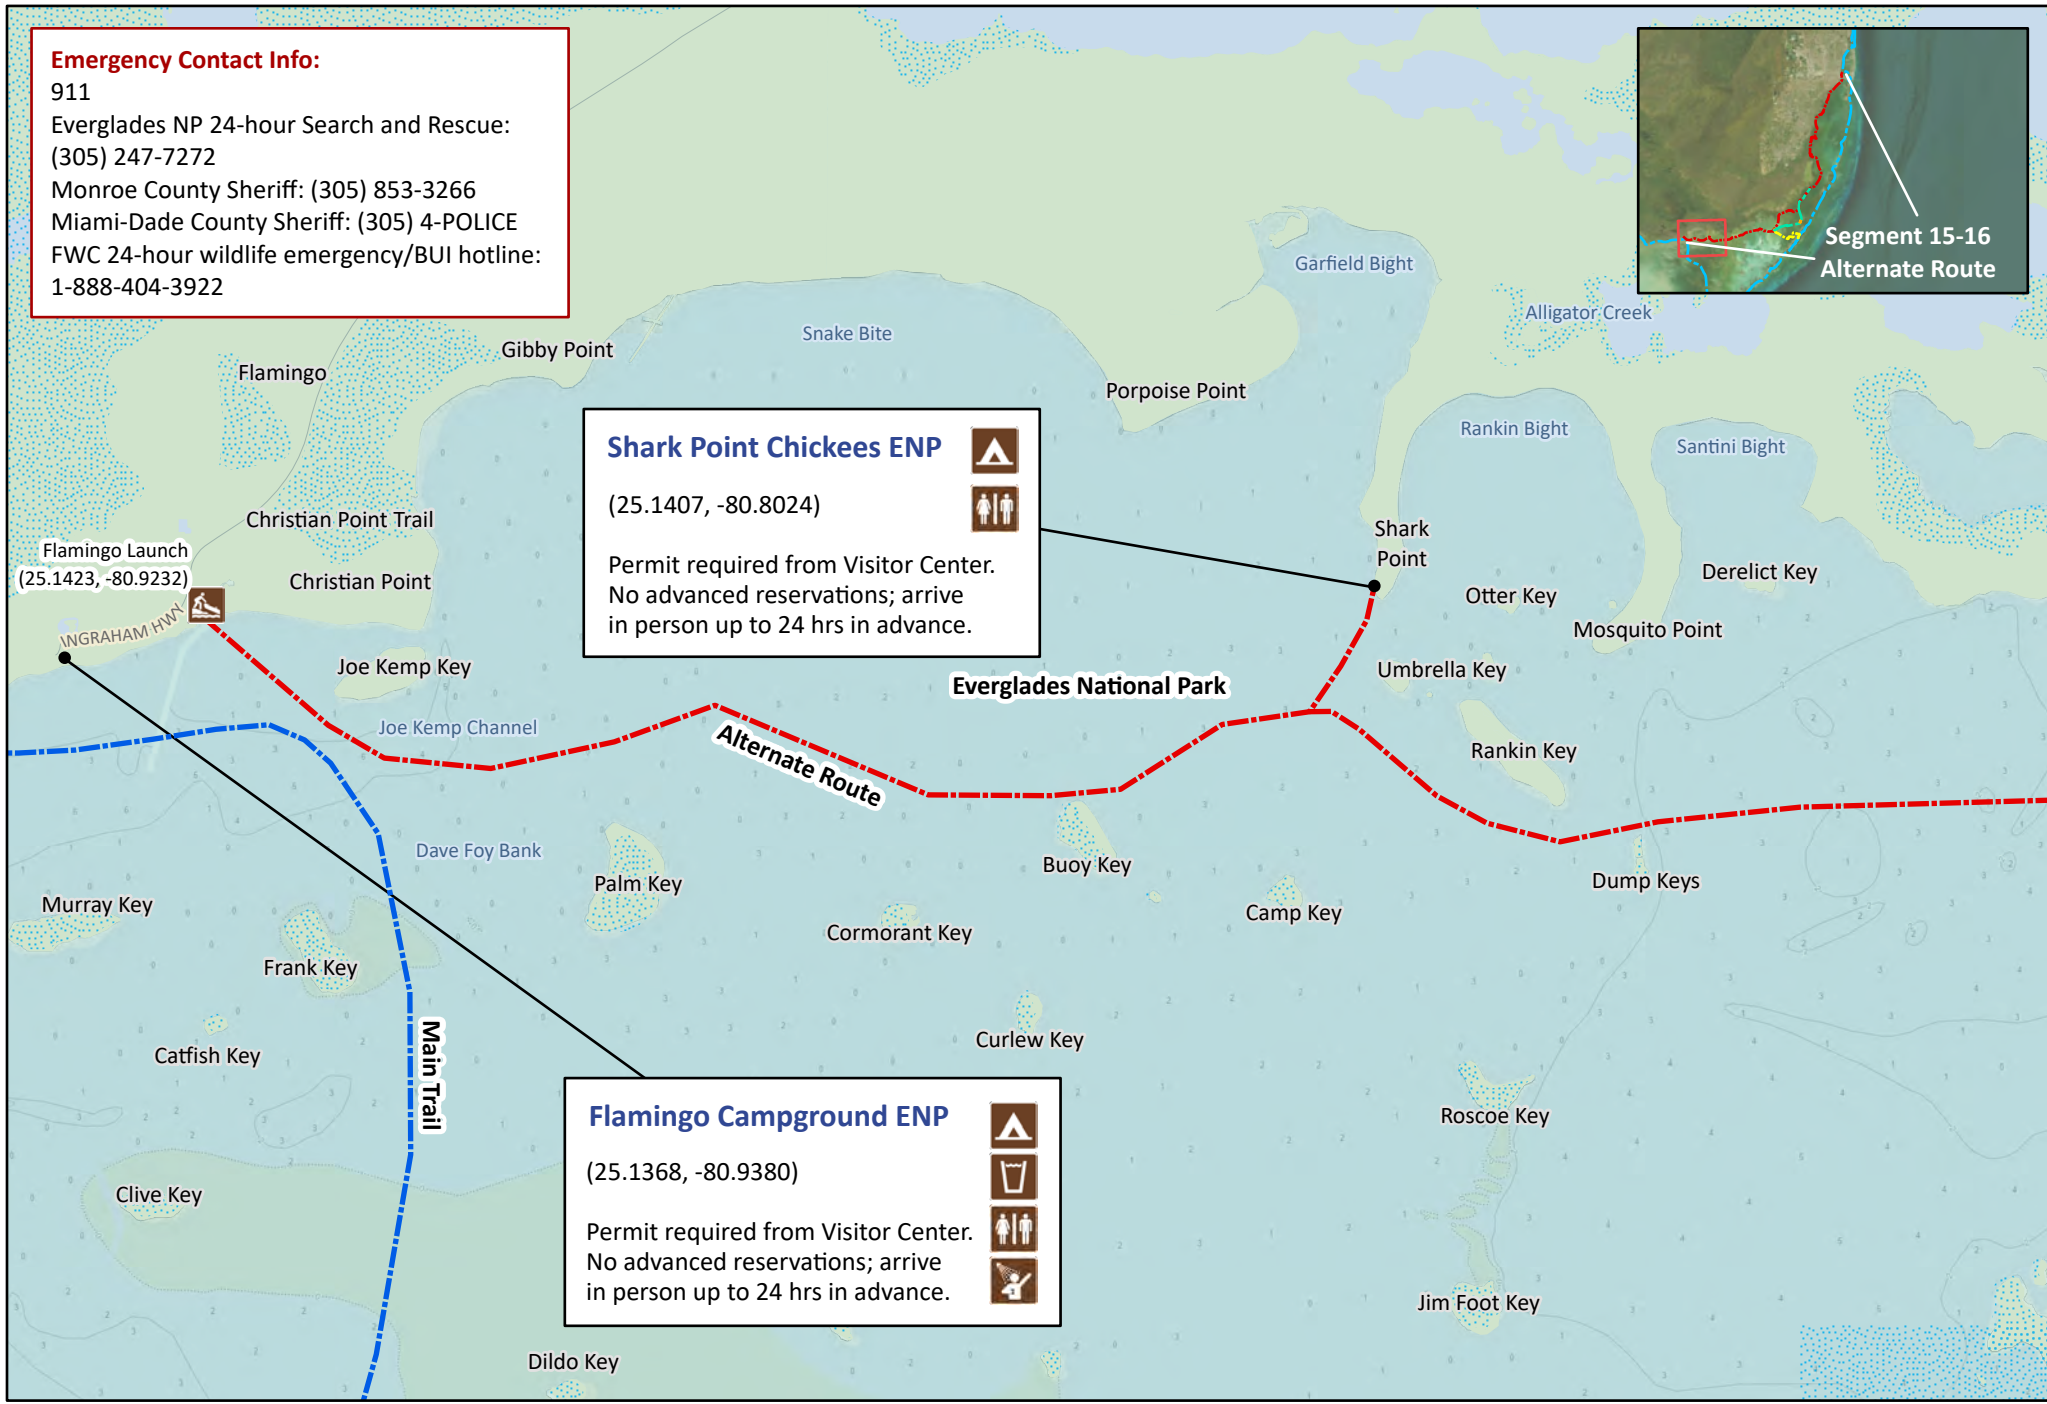 Emergency Contact Info:
911
Everglades NP 24-hour Search and Rescue:
(305) 247-7272
Monroe County Sheriff: (305) 853-3266
Miami-Dade County Sheriff: (305) 4-POLICE
FWC 24-hour wildlife emergency/BUI hotline:
1-888-404-3922
Segment 15-16
Alternate Route
Garfield Bight
Alligator Creek
Snake Bite
Gibby Point
Flamingo
Porpoise Point
Rankin Bight
Santini Bight
Shark Point Chickees ENP
(25.1407, -80.8024)
Permit required from Visitor Center.
No advanced reservations; arrive
in person up to 24 hrs in advance.
Christian Point Trail
Shark
Point
Flamingo Launch
(25.1423, -80.9232)
Christian Point
Derelict Key
Otter Key
Mosquito Point
INGRAHAM HWY
Joe Kemp Key
Umbrella Key
Everglades National Park
Joe Kemp Channel
Alternate Route
Rankin Key
Dave Foy Bank
Palm Key
Buoy Key
Dump Keys
Murray Key
Camp Key
Cormorant Key
Frank Key
Catfish Key
Curlew Key
Main Trail
Roscoe Key
Flamingo Campground ENP
(25.1368, -80.9380)
Permit required from Visitor Center.
No advanced reservations; arrive
in person up to 24 hrs in advance.
Clive Key
Jim Foot Key
Dildo Key